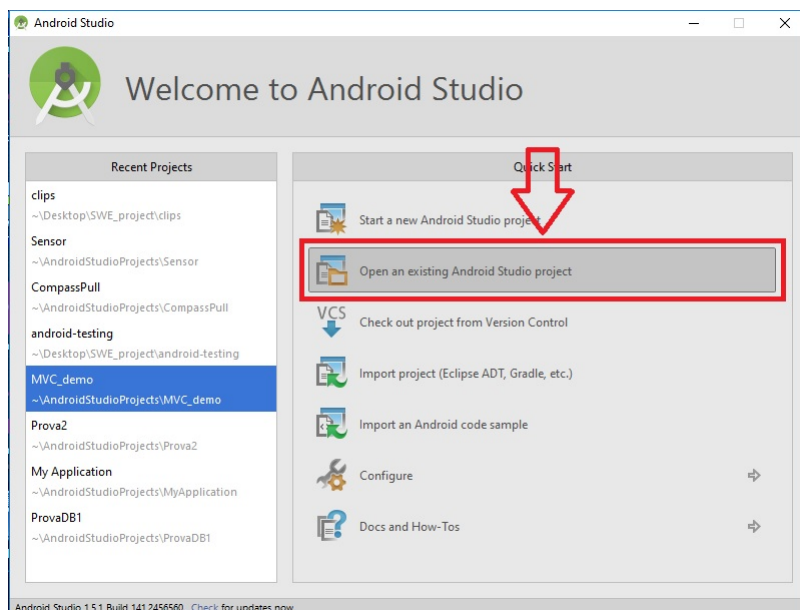 Android Studio
Welcome to Android Studio
Recent Projects
clips
~\Desktop\SWE_project\clips
Sensor
~\AndroidStudioProjects\Sensor
CompassPull
~\AndroidStudioProjects\CompassPull
android-testing
~\Desktop\SWE_project\android-testing
MVC_demo
~\AndroidStudioProjects\MVC_demo
Prova2
~\AndroidStudioProjects\Prova2
My Application
~\AndroidStudioProjects\MyApplication
ProvaDB1
~\AndroidStudioProjects\ProvaDB1
Quick Start
Start a new Android Studio project
Open an existing Android Studio project
VCS
Check out project from Version Control
Import project (Eclipse ADT, Gradle, etc.)
Import an Android code sample
Configure
Docs and How-Tos
Android Studio 1.5.1 Build 141.2456560. Check for updates now.